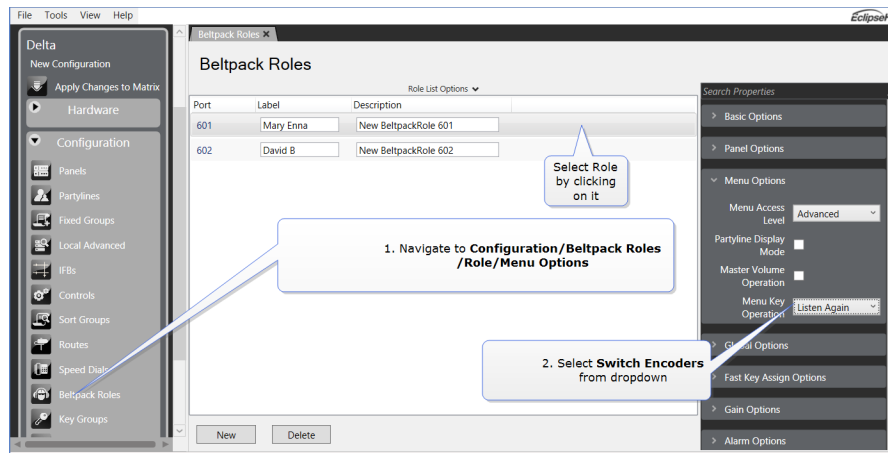 File Tools View Help
EclipseH
Delta
New Configuration
Apply Changes to Matrix
Hardware
Configuration
Panels
Partylines
Fixed Groups
Local Advanced
IFBs
Controls
Sort Groups
Routes
Speed Dials
Beltpack Roles
Key Groups
Beltpack Roles ×
Beltpack Roles
Role List Options
Port Label Description
601 Mary Enna New BeltpackRole 601
602 David B New BeltpackRole 602
Select Role
by clicking
on it
1. Navigate to Configuration/Beltpack Roles
/Role/Menu Options
2. Select Switch Encoders
from dropdown
New Delete
Search Properties
Basic Options
Panel Options
Menu Options
Menu Access
Level
Advanced
Partyline Display
Mode
Master Volume
Operation
Menu Key
Operation
Listen Again
Global Options
Fast Key Assign Options
Gain Options
Alarm Options